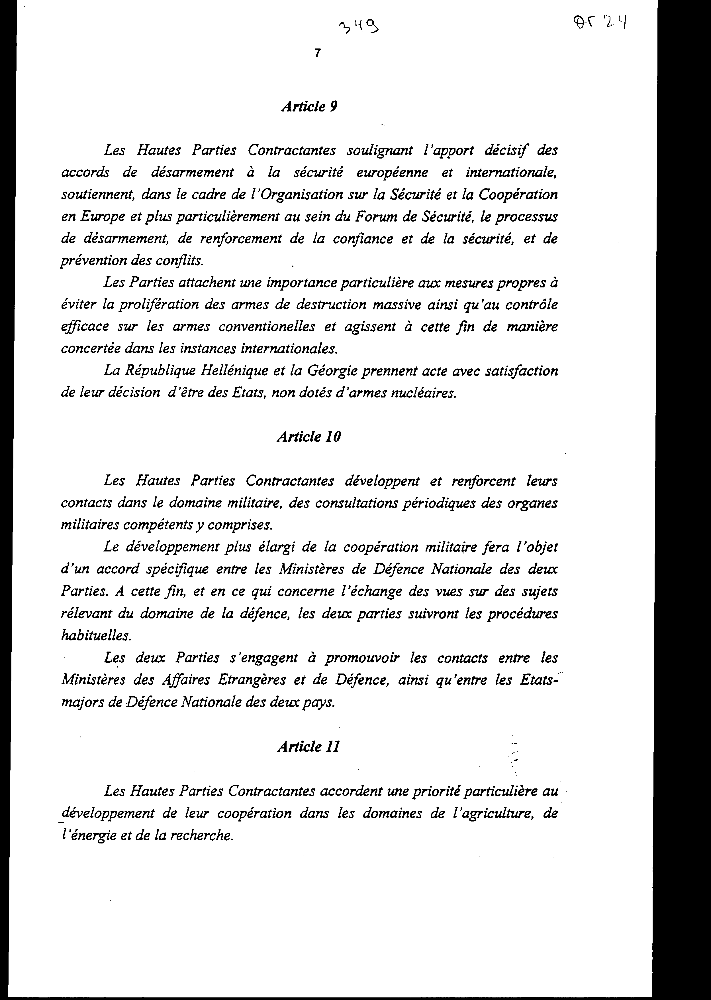 349
7
Article 9
Les Hautes Parties Contractantes soulignant l'apport décisif des
accords de désarmement à la sécurité européenne et internationale,
soutiennent, dans le cadre de l'Organisation sur la Sécurité et la Coopération
en Europe et plus particulièrement au sein du Forum de Sécurité, le processus
de désarmement, de renforcement de la confiance et de la sécurité, et de
prévention des conflits.
Les Parties attachent une importance particulière aux mesures propres à
éviter la prolifération des armes de destruction massive ainsi qu'au contrôle
efficace sur les armes conventionelles et agissent à cette fin de manière
concertée dans les instances internationales.
La République Hellénique et la Géorgie prennent acte avec satisfaction
de leur décision d'être des Etats, non dotés d'armes nucléaires.
Article 10
Les Hautes Parties Contractantes développent et renforcent leurs
contacts dans le domaine militaire, des consultations périodiques des organes
militaires compétents y comprises.
Le développement plus élargi de la coopération militaire fera l'objet
d'un accord spécifique entre les Ministères de Défence Nationale des deux
Parties. A cette fin, et en ce qui concerne l'échange des vues sur des sujets
rélevant du domaine de la défence, les deux parties suivront les procédures
habituelles.
Les deux Parties s'engagent à promouvoir les contacts entre les
Ministères des Affaires Etrangères et de Défence, ainsi qu'entre les Etats-
majors de Défence Nationale des deux pays.
Article 11
Les Hautes Parties Contractantes accordent une priorité particulière au
développement de leur coopération dans les domaines de l'agriculture, de
l'énergie et de la recherche.